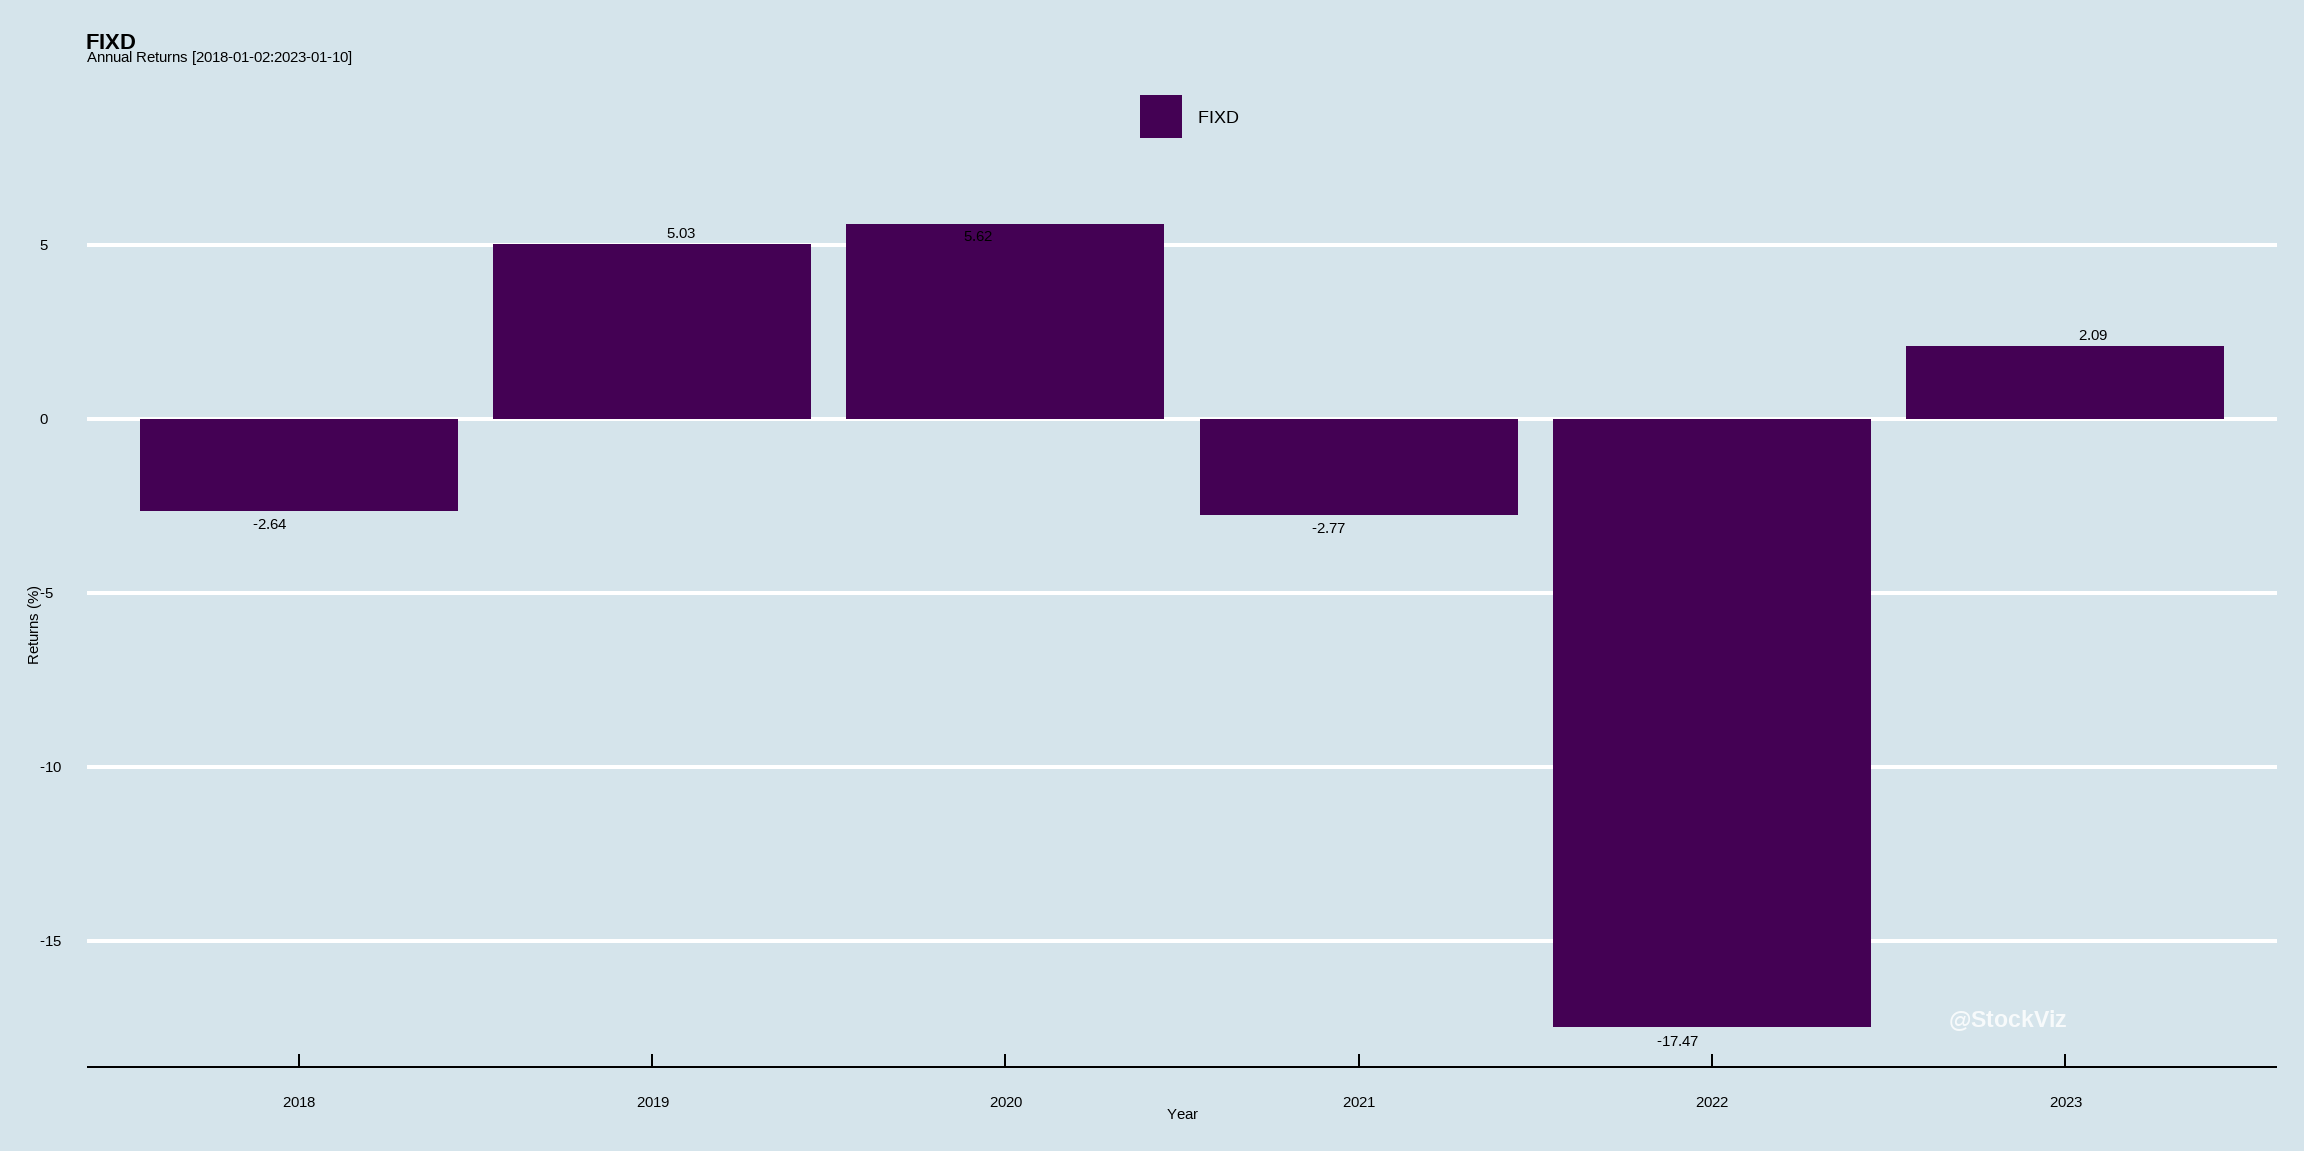 FIXD
Annual Returns [2018-01-02:2023-01-10]
FIXD
5
5.03
5.62
2.09
0
-2.64
-2.77
-5
Returns (%)
-10
-15
@StockViz
-17.47
2018
2019
2020
2021
2022
2023
Year